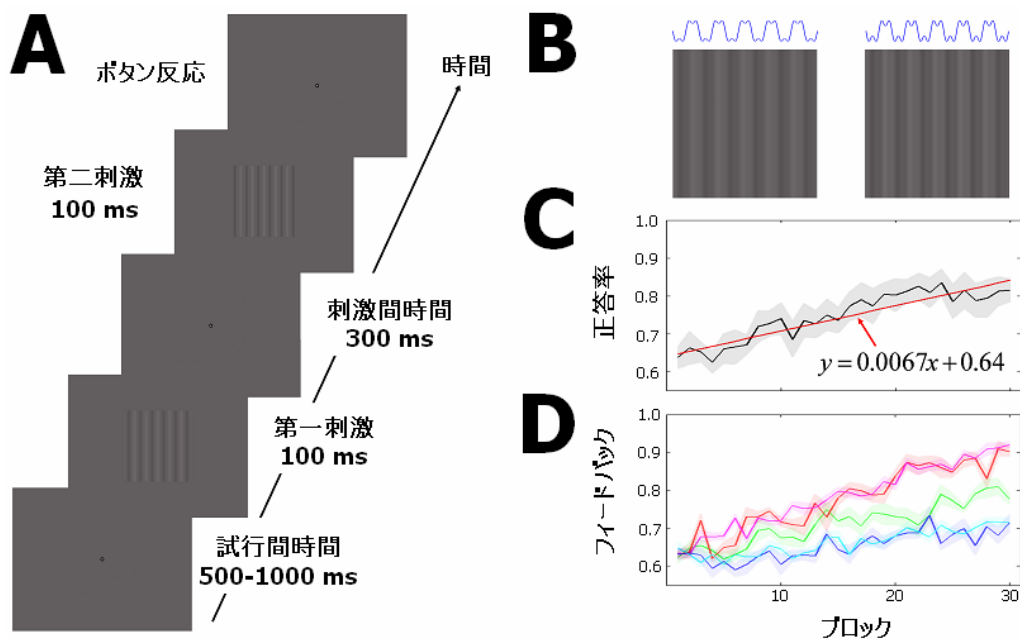 A
ボタン反応
時間
第二刺激
100 ms
刺激間時間
300 ms
第一刺激
100 ms
試行間時間
500-1000 ms
B
C
正答率
1.0
0.9
0.8
0.7
0.6
y = 0.0067x + 0.64
D
フィードバック
1.0
0.9
0.8
0.7
0.6
10
20
30
ブロック